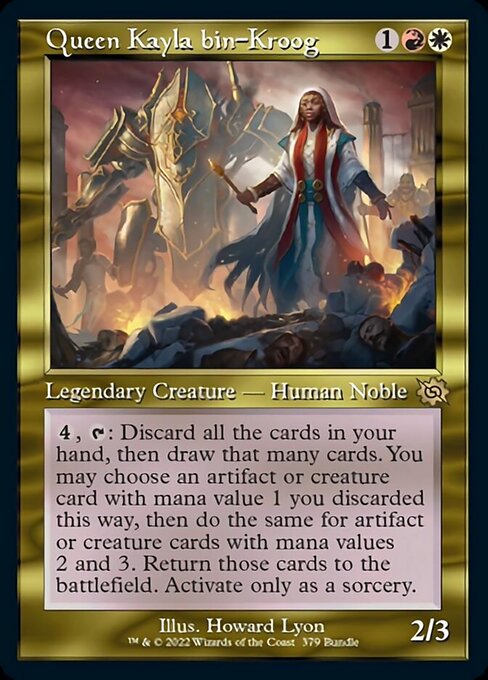 Queen Kayla bin-Kroog 1
Legendary Creature — Human Noble
4, T: Discard all the cards in your
hand, then draw that many cards. You
may choose an artifact or creature
card with mana value 1 you discarded
this way, then do the same for artifact
or creature cards with mana values
2 and 3. Return those cards to the
battlefield. Activate only as a sorcery.
Illus. Howard Lyon
™ & © 2022 Wizards of the Coast 379 Bundle
2/3